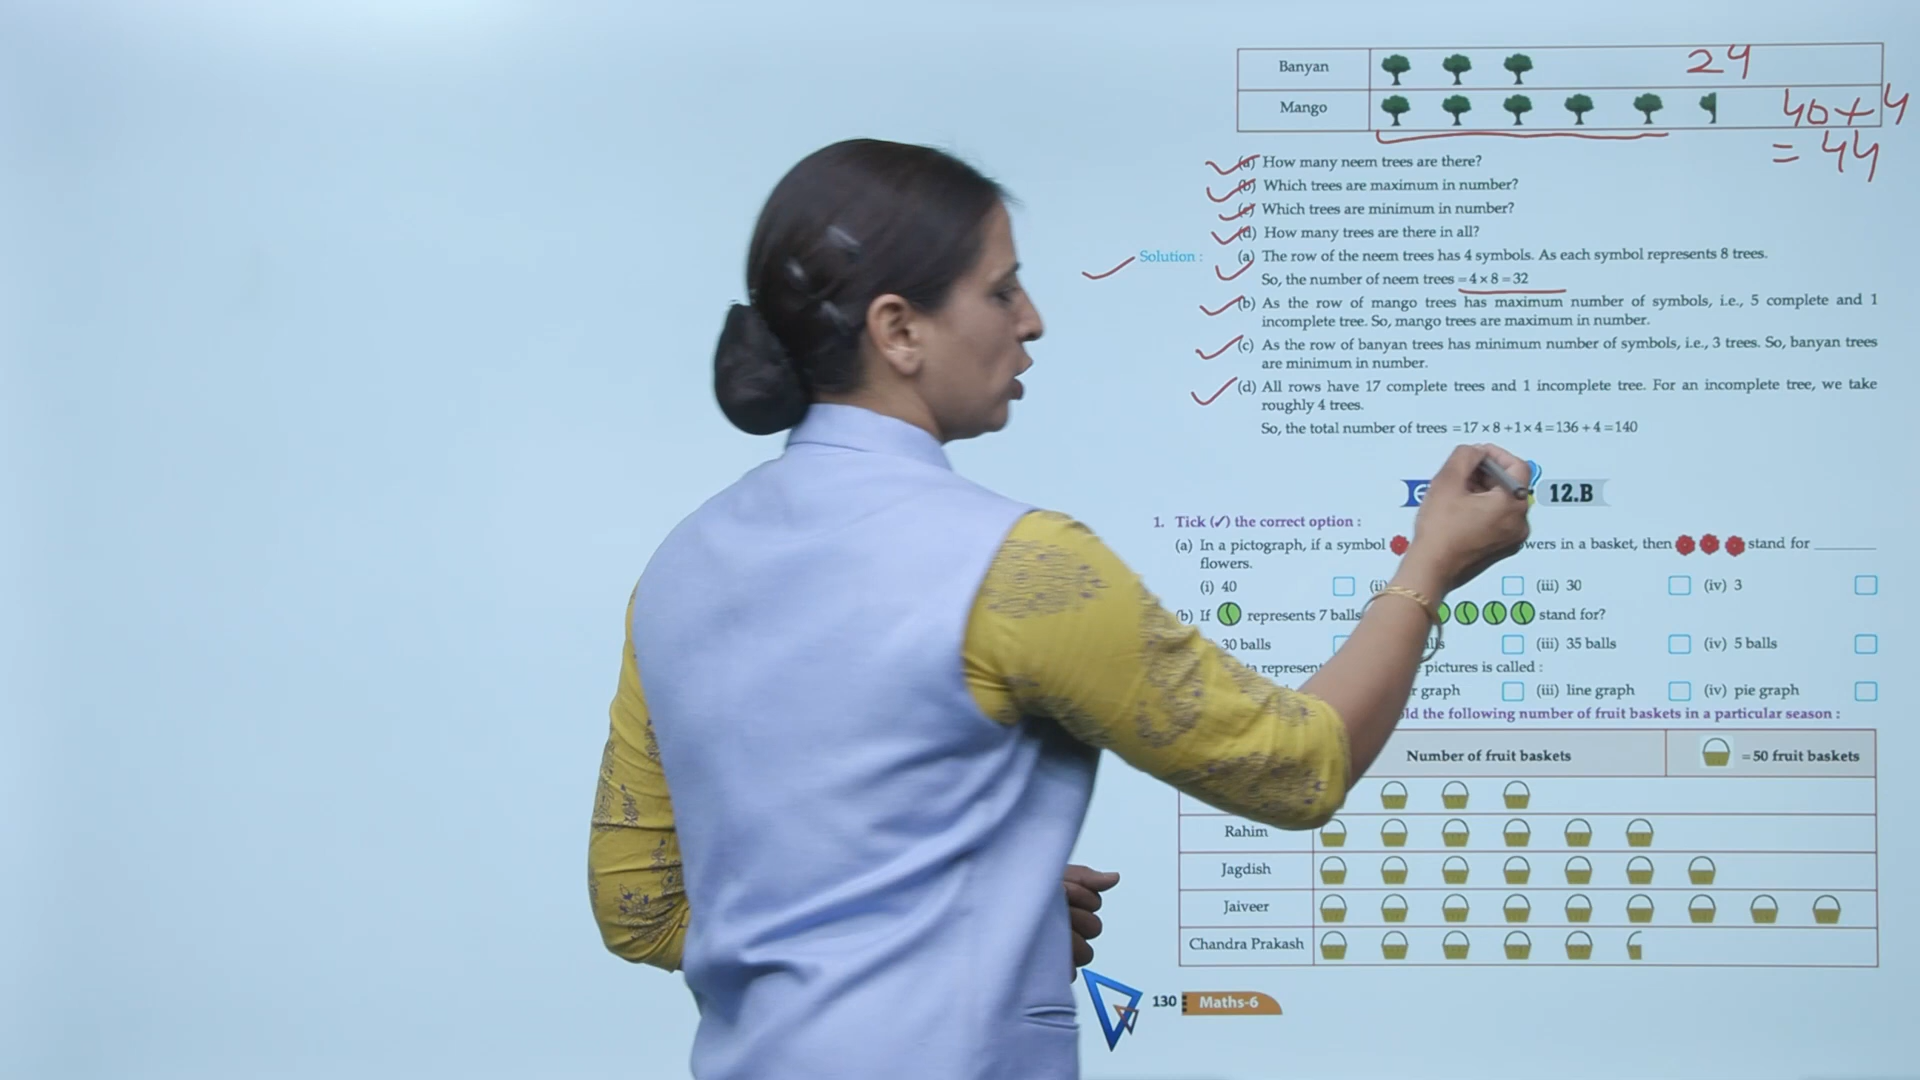 Banyan 24
Mango 40+4
= 44
(a) How many neem trees are there?
(b) Which trees are maximum in number?
(c) Which trees are minimum in number?
(d) How many trees are there in all?
Solution : (a) The row of the neem trees has 4 symbols. As each symbol represents 8 trees.
So, the number of neem trees = 4 × 8 = 32
(b) As the row of mango trees has maximum number of symbols, i.e., 5 complete and 1
incomplete tree. So, mango trees are maximum in number.
(c) As the row of banyan trees has minimum number of symbols, i.e., 3 trees. So, banyan trees
are minimum in number.
(d) All rows have 17 complete trees and 1 incomplete tree. For an incomplete tree, we take
roughly 4 trees.
So, the total number of trees = 17 × 8 + 1 × 4 = 136 + 4 = 140
12.B
1. Tick (✓) the correct option :
(a) In a pictograph, if a symbol wers in a basket, then stand for ________
flowers.
(i) 40 (ii) (iii) 30 (iv) 3
(b) If represents 7 balls stand for?
30 balls (iii) 35 balls (iv) 5 balls
represent pictures is called :
graph (iii) line graph (iv) pie graph
ld the following number of fruit baskets in a particular season :
Number of fruit baskets = 50 fruit baskets
Rahim
Jagdish
Jaiveer
Chandra Prakash
130 Maths-6